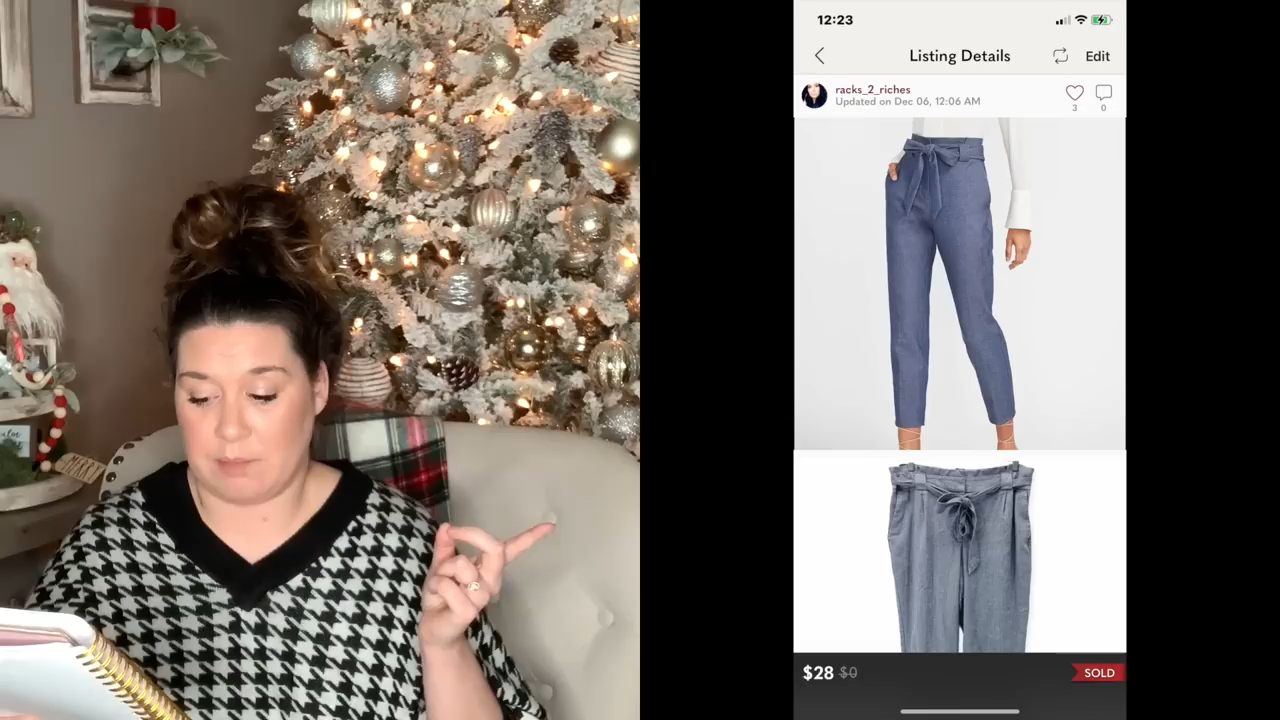 12:23
Listing Details
Edit
racks_2_riches
Updated on Dec 06, 12:06 AM
3
0
$28 $0
SOLD